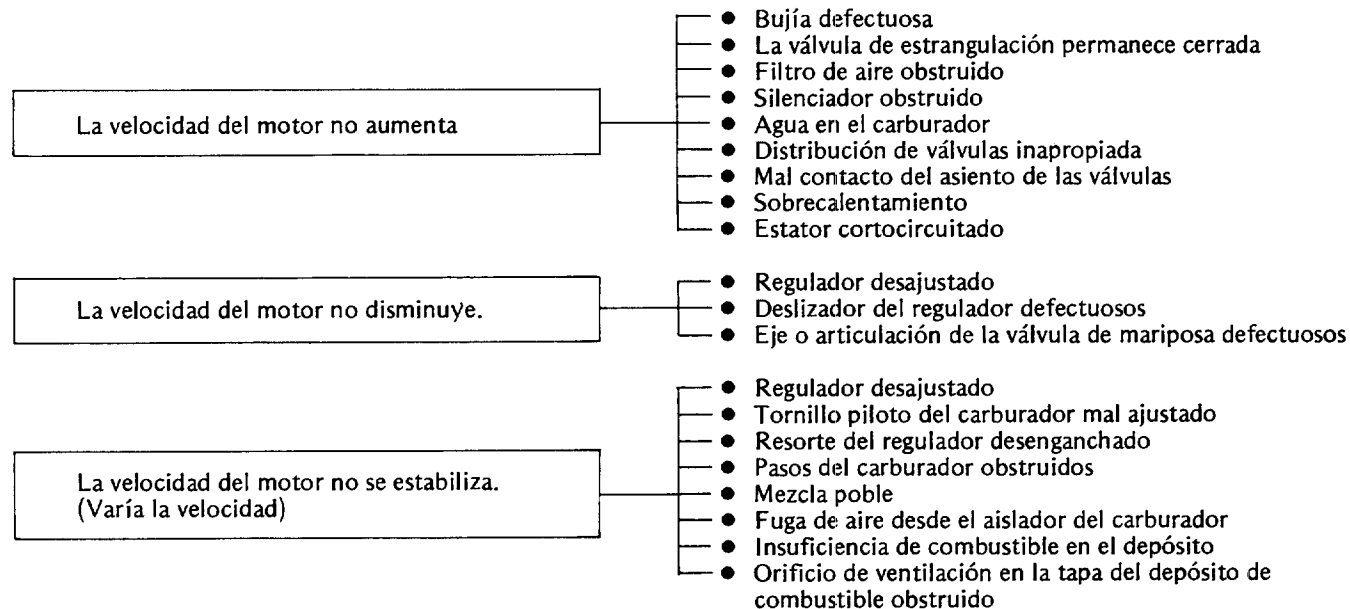 La velocidad del motor no aumenta
● Bujía defectuosa
● La válvula de estrangulación permanece cerrada
● Filtro de aire obstruido
● Silenciador obstruido
● Agua en el carburador
● Distribución de válvulas inapropiada
● Mal contacto del asiento de las válvulas
● Sobrecalentamiento
● Estator cortocircuitado
La velocidad del motor no disminuye.
● Regulador desajustado
● Deslizador del regulador defectuosos
● Eje o articulación de la válvula de mariposa defectuosos
La velocidad del motor no se estabiliza.
(Varía la velocidad)
● Regulador desajustado
● Tornillo piloto del carburador mal ajustado
● Resorte del regulador desenganchado
● Pasos del carburador obstruidos
● Mezcla poble
● Fuga de aire desde el aislador del carburador
● Insuficiencia de combustible en el depósito
● Orificio de ventilación en la tapa del depósito de
combustible obstruido